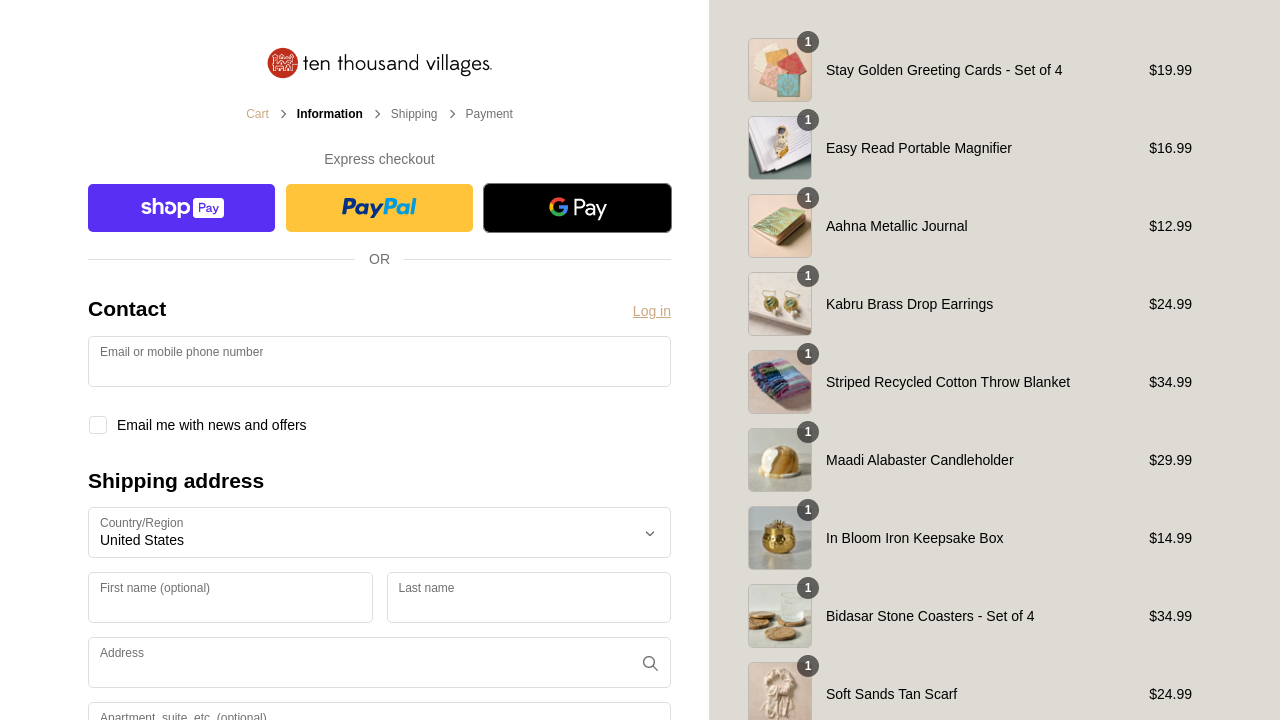 ten thousand villages.
Cart
Information
Shipping
Payment
Express checkout
shop Pay
PayPal
G Pay
OR
Contact
Log in
Email or mobile phone number
Email me with news and offers
Shipping address
Country/Region
United States
First name (optional)
Last name
Address
Apartment, suite, etc. (optional)
1
Stay Golden Greeting Cards - Set of 4
$19.99
1
Easy Read Portable Magnifier
$16.99
1
Aahna Metallic Journal
$12.99
1
Kabru Brass Drop Earrings
$24.99
1
Striped Recycled Cotton Throw Blanket
$34.99
1
Maadi Alabaster Candleholder
$29.99
1
In Bloom Iron Keepsake Box
$14.99
1
Bidasar Stone Coasters - Set of 4
$34.99
1
Soft Sands Tan Scarf
$24.99